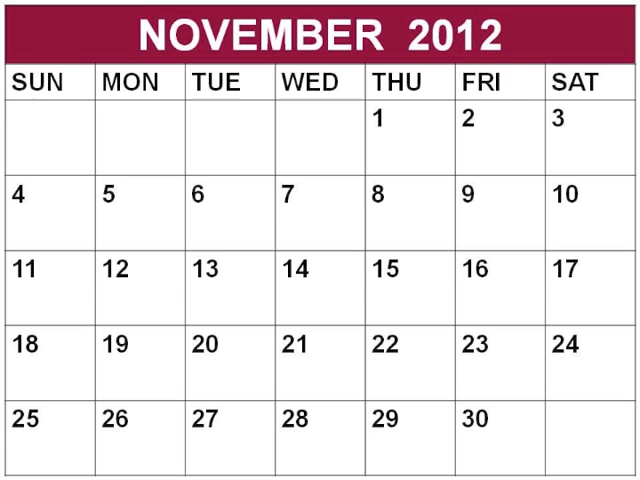 NOVEMBER 2012
SUN MON TUE WED THU FRI SAT
1 2 3
4 5 6 7 8 9 10
11 12 13 14 15 16 17
18 19 20 21 22 23 24
25 26 27 28 29 30